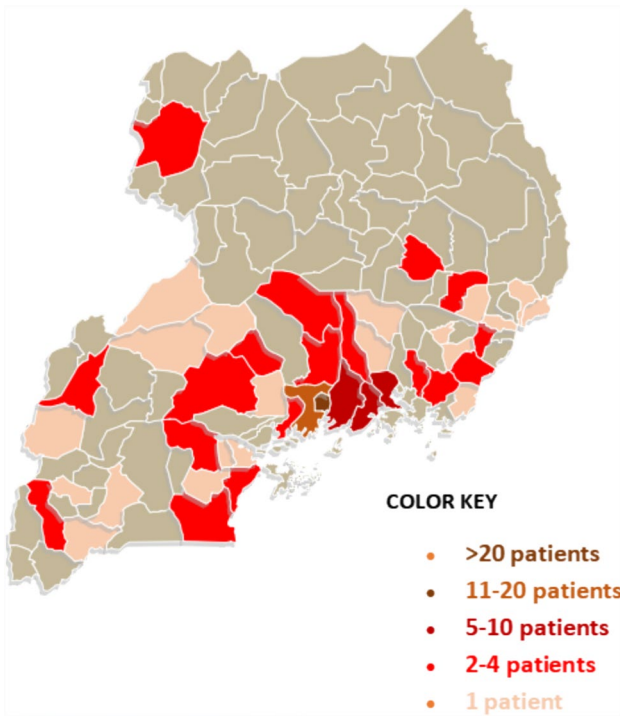 COLOR KEY
• >20 patients
• 11-20 patients
• 5-10 patients
• 2-4 patients
• 1 patient